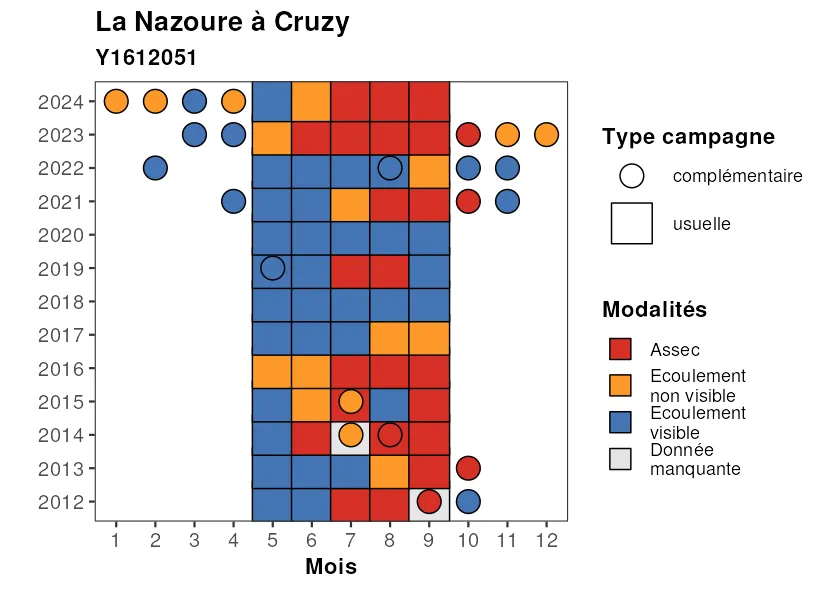 La Nazoure à Cruzy
Y1612051
2024
2023
2022
2021
2020
2019
2018
2017
2016
2015
2014
2013
2012
1 2 3 4 5 6 7 8 9 10 11 12
Mois
Type campagne
complémentaire
usuelle
Modalités
Assec
Ecoulement
non visible
Ecoulement
visible
Donnée
manquante